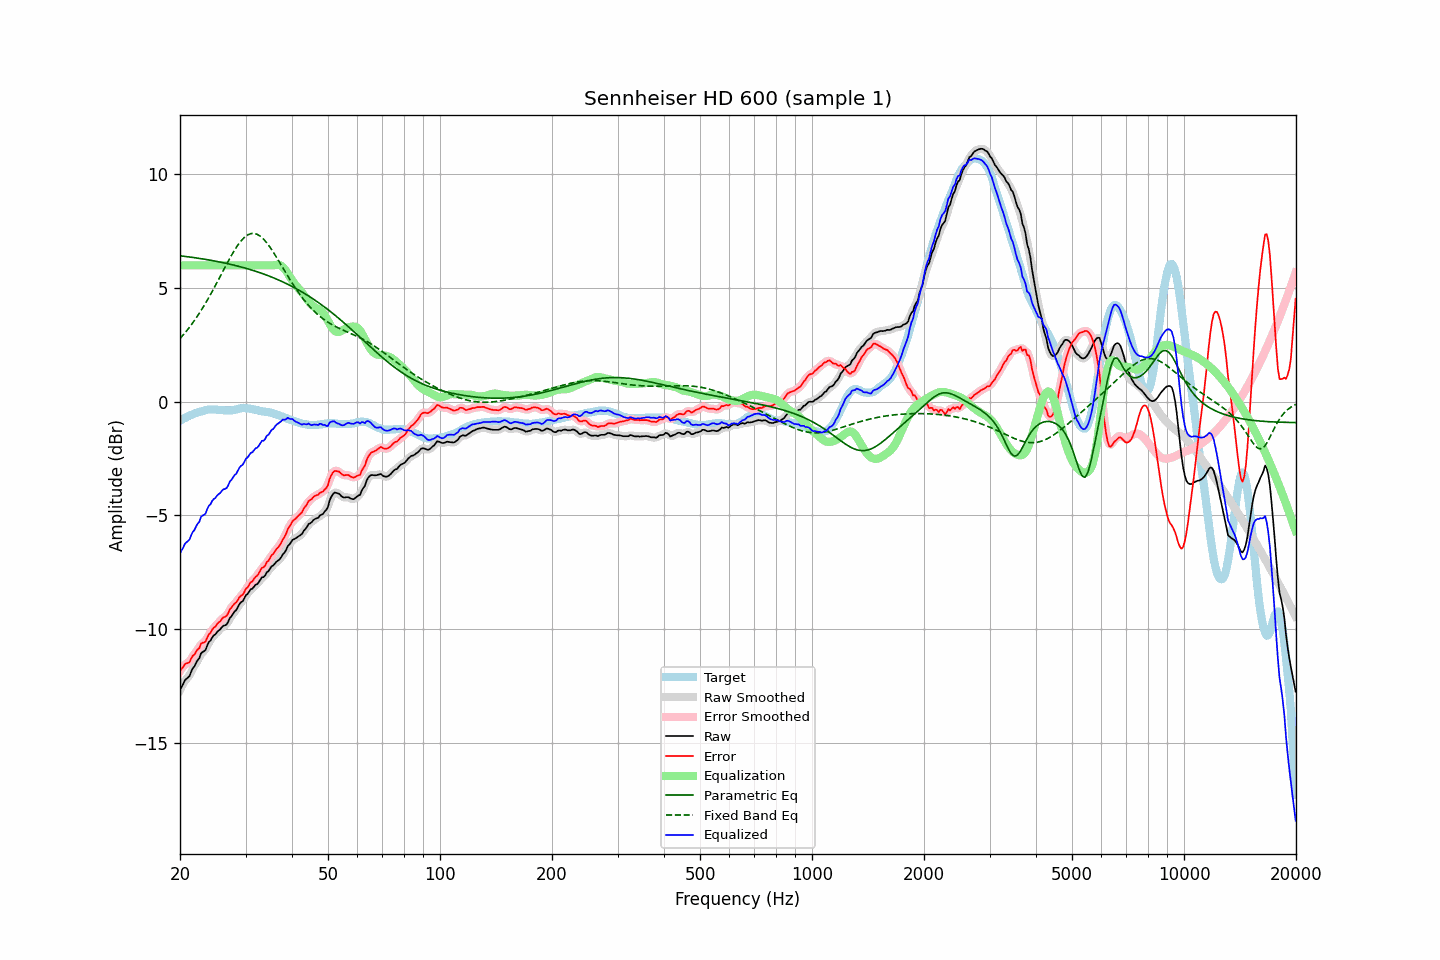 Sennheiser HD 600 (sample 1)
10
5
0
−5
−10
−15
Amplitude (dBr)
Target
Raw Smoothed
Error Smoothed
Raw
Error
Equalization
Parametric Eq
Fixed Band Eq
Equalized
20
50
100
200
500
1000
2000
5000
10000
20000
Frequency (Hz)